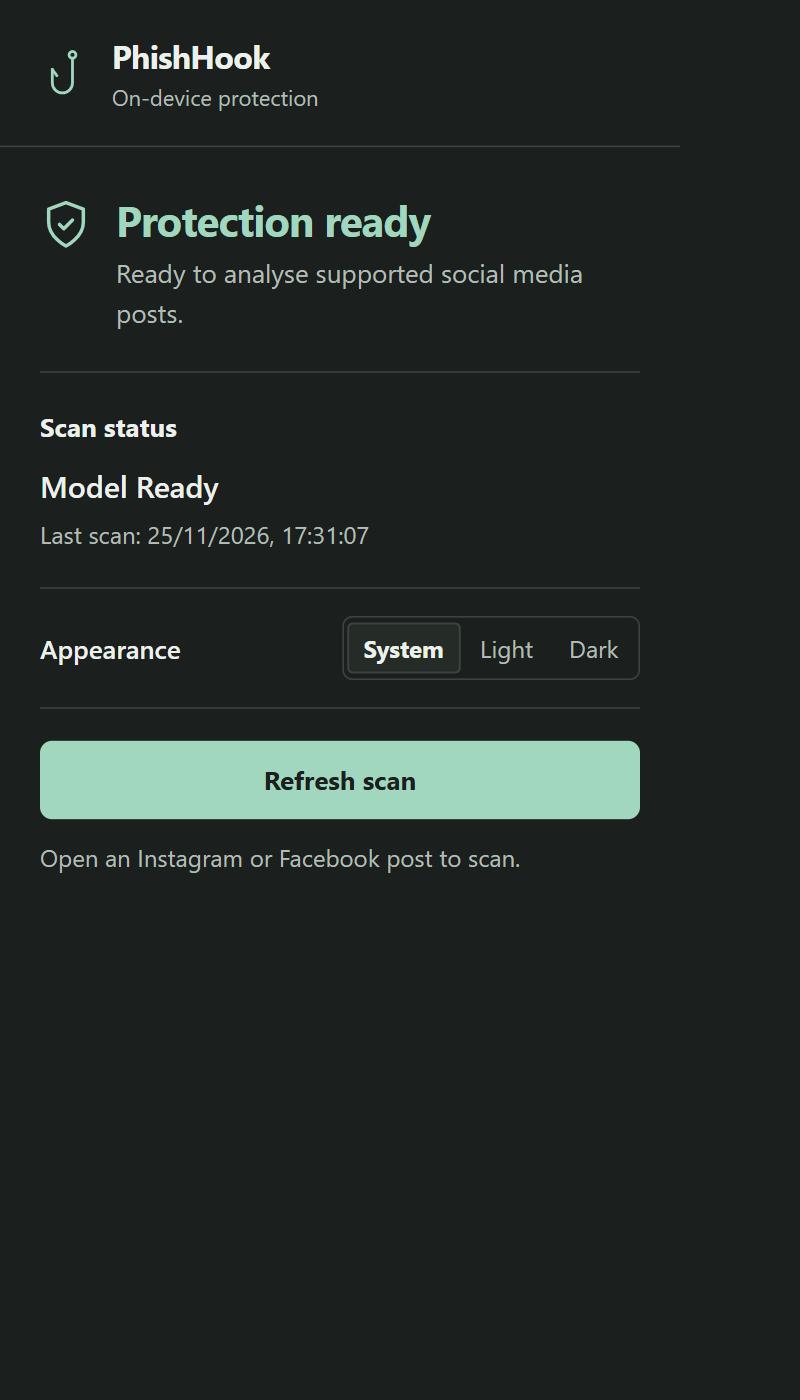 PhishHook
On-device protection
Protection ready
Ready to analyse supported social media
posts.
Scan status
Model Ready
Last scan: 25/11/2026, 17:31:07
Appearance
System Light Dark
Refresh scan
Open an Instagram or Facebook post to scan.